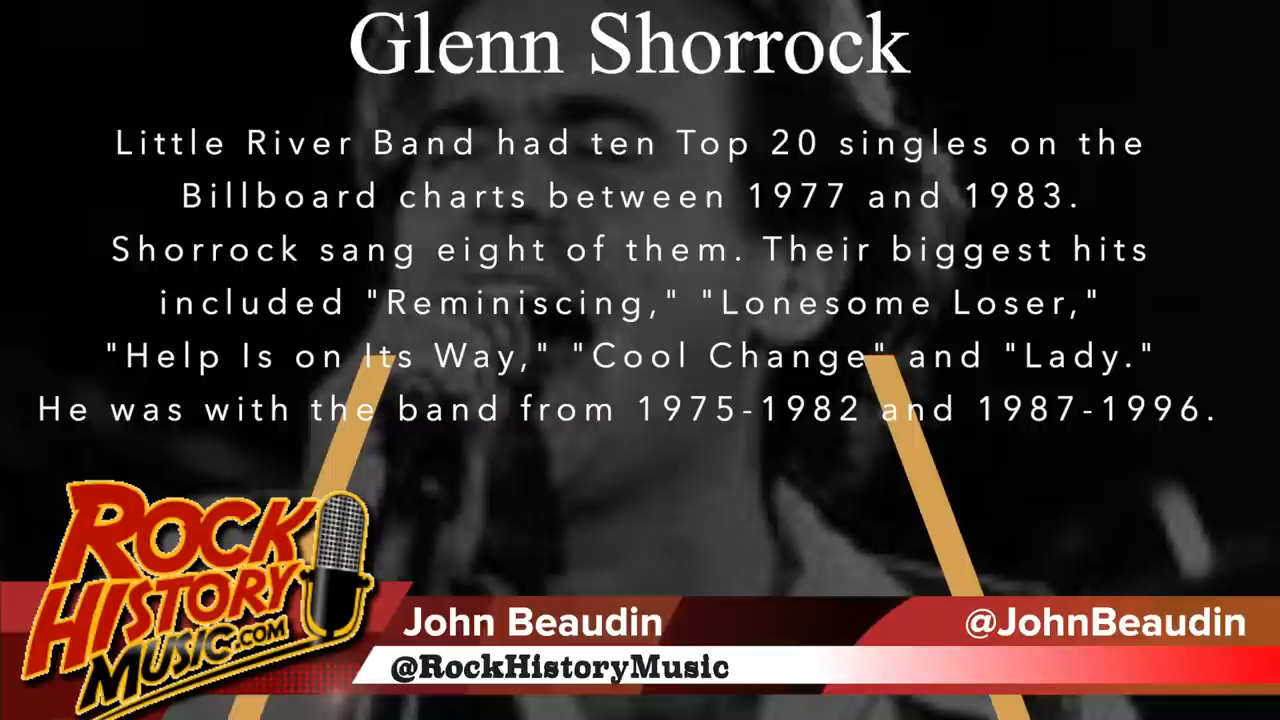 Glenn Shorrock
Little River Band had ten Top 20 singles on the
Billboard charts between 1977 and 1983.
Shorrock sang eight of them. Their biggest hits
included "Reminiscing," "Lonesome Loser,"
"Help Is on Its Way," "Cool Change" and "Lady."
He was with the band from 1975-1982 and 1987-1996.
ROCK
HISTORY
MUSIC.COM
John Beaudin
@JohnBeaudin
@RockHistoryMusic